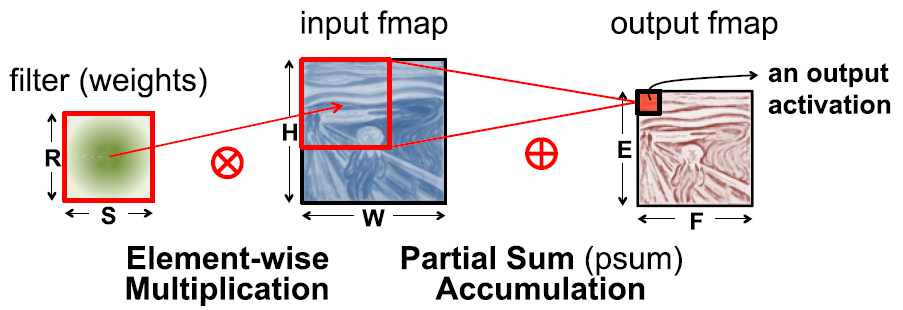 input fmap
output fmap
filter (weights)
an output
activation
H
R
E
S
W
F
Element-wise
Multiplication
Partial Sum (psum)
Accumulation